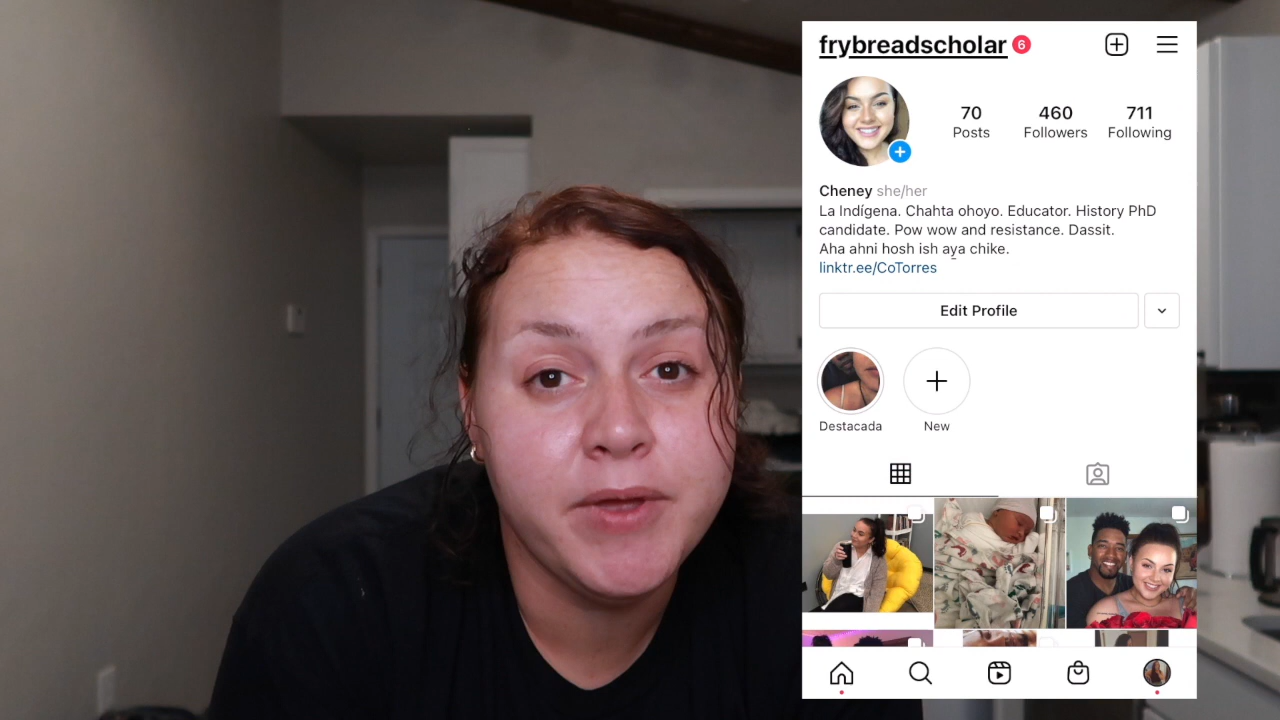 frybreadscholar 6
70 460 711
Posts Followers Following
Cheney she/her
La Indígena. Chahta ohoyo. Educator. History PhD
candidate. Pow wow and resistance. Dassit.
Aha ahni hosh ish a̲ya chike.
linktr.ee/CoTorres
Edit Profile
Destacada New